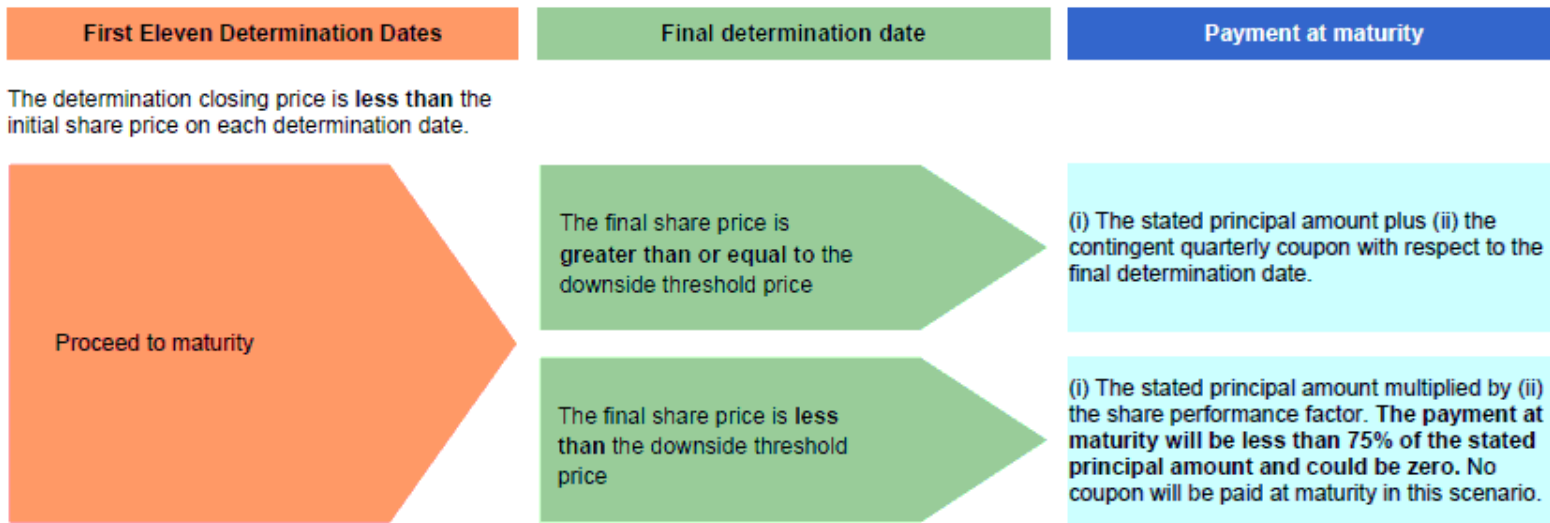 First Eleven Determination Dates
Final determination date
Payment at maturity
The determination closing price is less than the
initial share price on each determination date.
Proceed to maturity
The final share price is
greater than or equal to the
downside threshold price
(i) The stated principal amount plus (ii) the
contingent quarterly coupon with respect to the
final determination date.
The final share price is less
than the downside threshold
price
(i) The stated principal amount multiplied by (ii)
the share performance factor. The payment at
maturity will be less than 75% of the stated
principal amount and could be zero. No
coupon will be paid at maturity in this scenario.